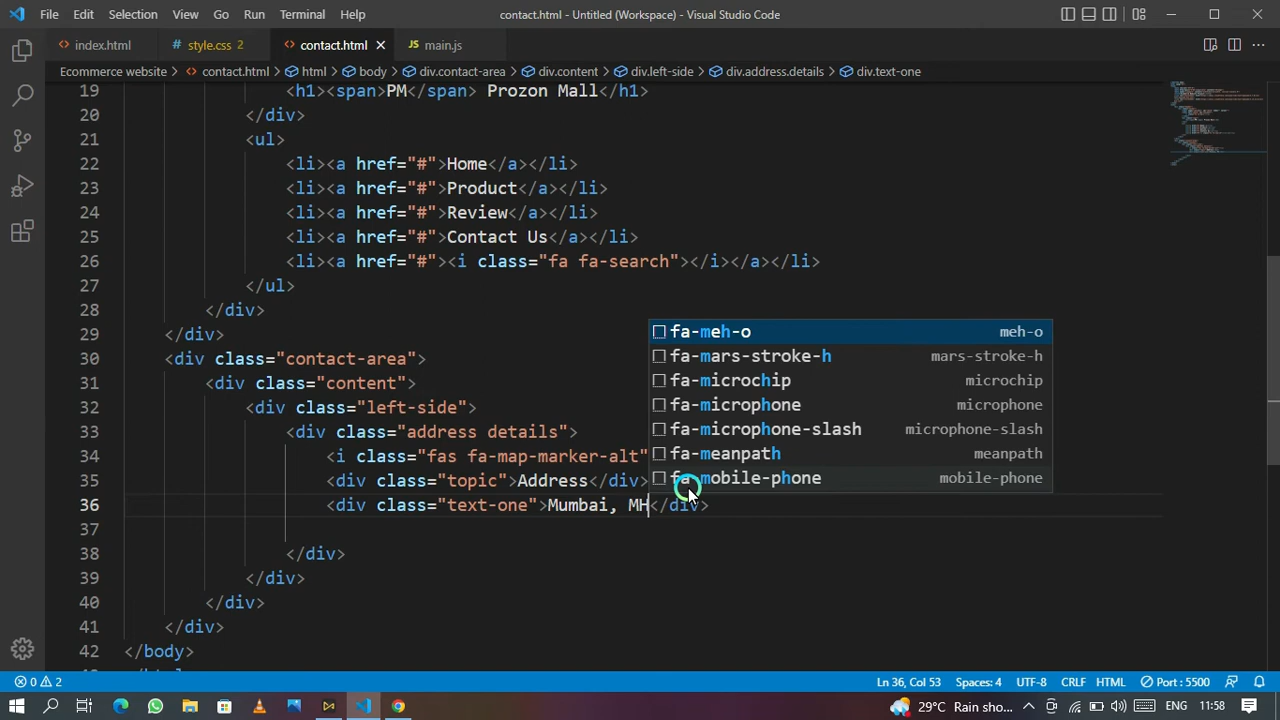 File Edit Selection View Go Run Terminal Help
contact.html - Untitled (Workspace) - Visual Studio Code
index.html
style.css 2
contact.html
JS main.js
Ecommerce website > contact.html > html > body > div.contact-area > div.content > div.left-side > div.address.details > div.text-one
19 <h1><span>PM</span> Prozon Mall</h1>
20 </div>
21 <ul>
22 <li><a href="#">Home</a></li>
23 <li><a href="#">Product</a></li>
24 <li><a href="#">Review</a></li>
25 <li><a href="#">Contact Us</a></li>
26 <li><a href="#"><i class="fa fa-search"></i></a></li>
27 </ul>
28 </div>
29 </div>
30 <div class="contact-area">
31 <div class="content">
32 <div class="left-side">
33 <div class="address details">
34 <i class="fas fa-map-marker-alt"
35 <div class="topic">Address</div>
36 <div class="text-one">Mumbai, MH</div>
37
38 </div>
39 </div>
40 </div>
41 </div>
42 </body>
fa-meh-o meh-o
fa-mars-stroke-h mars-stroke-h
fa-microchip microchip
fa-microphone microphone
fa-microphone-slash microphone-slash
fa-meanpath meanpath
fa-mobile-phone mobile-phone
0 2
Ln 36, Col 53 Spaces: 4 UTF-8 CRLF HTML Port : 5500
29°C Rain sho... ENG 11:58